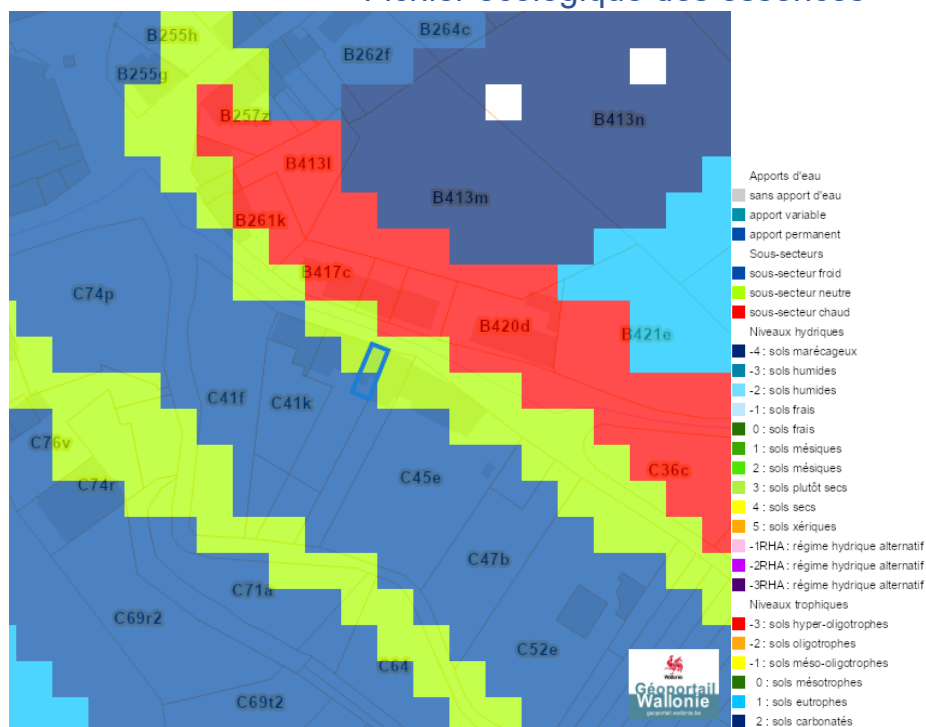 Fichier écologique des essences
B255h
B264c
B262f
B255g
B257z
B413n
B413l
B413m
B261k
B417c
C74p
B420d
B421e
C41f
C41k
C76v
C74r
C45e
C36c
C47b
C71a
C69r2
C52e
C64
C69t2
Apports d'eau
sans apport d'eau
apport variable
apport permanent
Sous-secteurs
sous-secteur froid
sous-secteur neutre
sous-secteur chaud
Niveaux hydriques
-4 : sols marécageux
-3 : sols humides
-2 : sols humides
-1 : sols frais
0 : sols frais
1 : sols mésiques
2 : sols mésiques
3 : sols plutôt secs
4 : sols secs
5 : sols xériques
-1RHA : régime hydrique alternatif
-2RHA : régime hydrique alternatif
-3RHA : régime hydrique alternatif
Niveaux trophiques
-3 : sols hyper-oligotrophes
-2 : sols oligotrophes
-1 : sols méso-oligotrophes
0 : sols mésotrophes
1 : sols eutrophes
2 : sols carbonatés
Wallonie
Géoportail
Wallonie
geoportail.wallonie.be